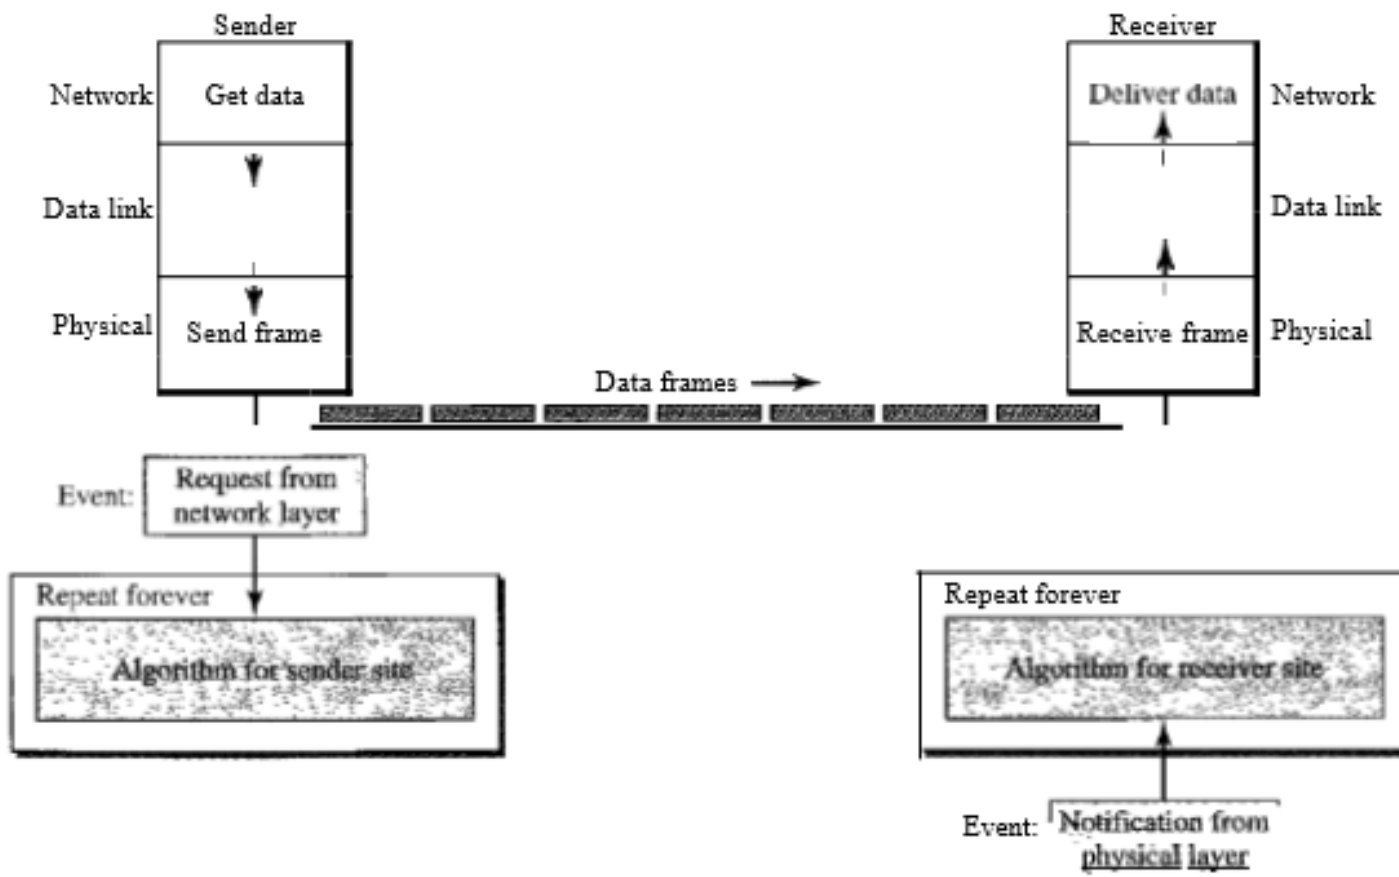 Sender
Receiver
Network
Get data
Deliver data
Network
Data link
Data link
Physical
Send frame
Receive frame
Physical
Data frames
Event:
Request from
network layer
Repeat forever
Algorithm for sender site
Repeat forever
Algorithm for receiver site
Event:
Notification from
physical layer